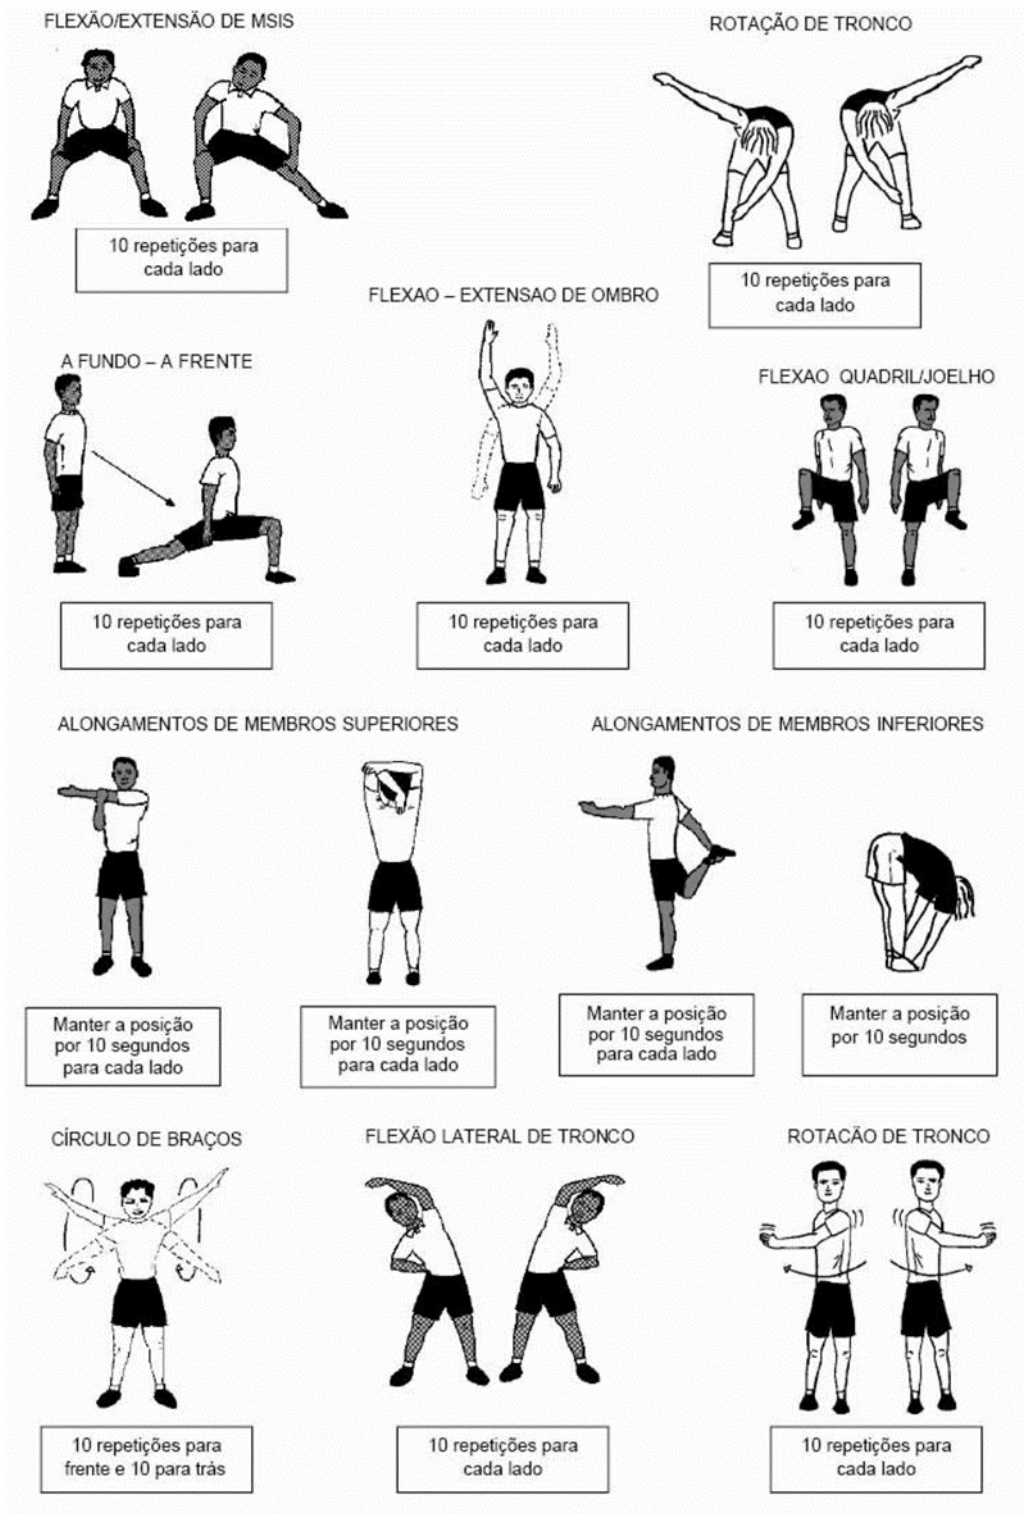 FLEXÃO/EXTENSÃO DE MSIS
ROTAÇÃO DE TRONCO
10 repetições para
cada lado
10 repetições para
cada lado
FLEXAO – EXTENSAO DE OMBRO
A FUNDO – A FRENTE
FLEXAO QUADRIL/JOELHO
10 repetições para
cada lado
10 repetições para
cada lado
10 repetições para
cada lado
ALONGAMENTOS DE MEMBROS SUPERIORES
ALONGAMENTOS DE MEMBROS INFERIORES
Manter a posição
por 10 segundos
para cada lado
Manter a posição
por 10 segundos
para cada lado
Manter a posição
por 10 segundos
para cada lado
Manter a posição
por 10 segundos
CÍRCULO DE BRAÇOS
FLEXÃO LATERAL DE TRONCO
ROTACÃO DE TRONCO
10 repetições para
frente e 10 para trás
10 repetições para
cada lado
10 repetições para
cada lado